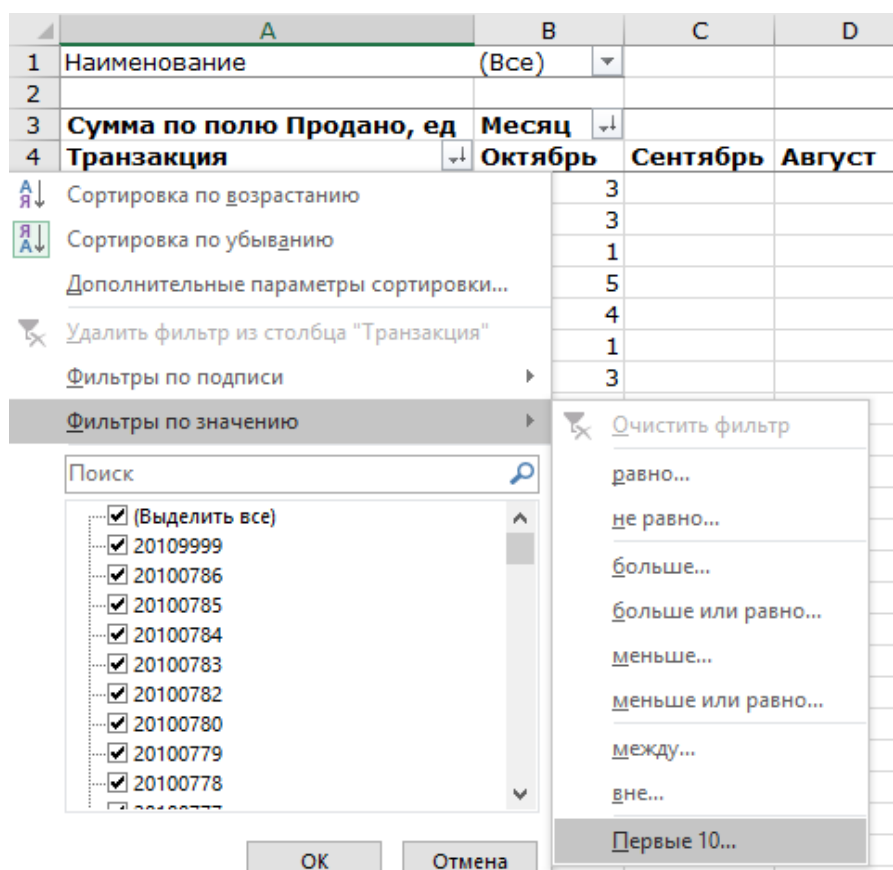 A B C D
1 Наименование (Все)
2
3 Сумма по полю Продано, ед Месяц
4 Транзакция Октябрь Сентябрь Август
Сортировка по возрастанию 3
3
Сортировка по убыванию
1
Дополнительные параметры сортировки... 5
4
Удалить фильтр из столбца "Транзакция"
1
Фильтры по подписи 3
Фильтры по значению
Очистить фильтр
Поиск
равно...
(Выделить все)
не равно...
20109999
20100786
больше...
20100785
больше или равно...
20100784
20100783
меньше...
20100782
меньше или равно...
20100780
20100779
между...
20100778
вне...
Первые 10...
ОК Отмена